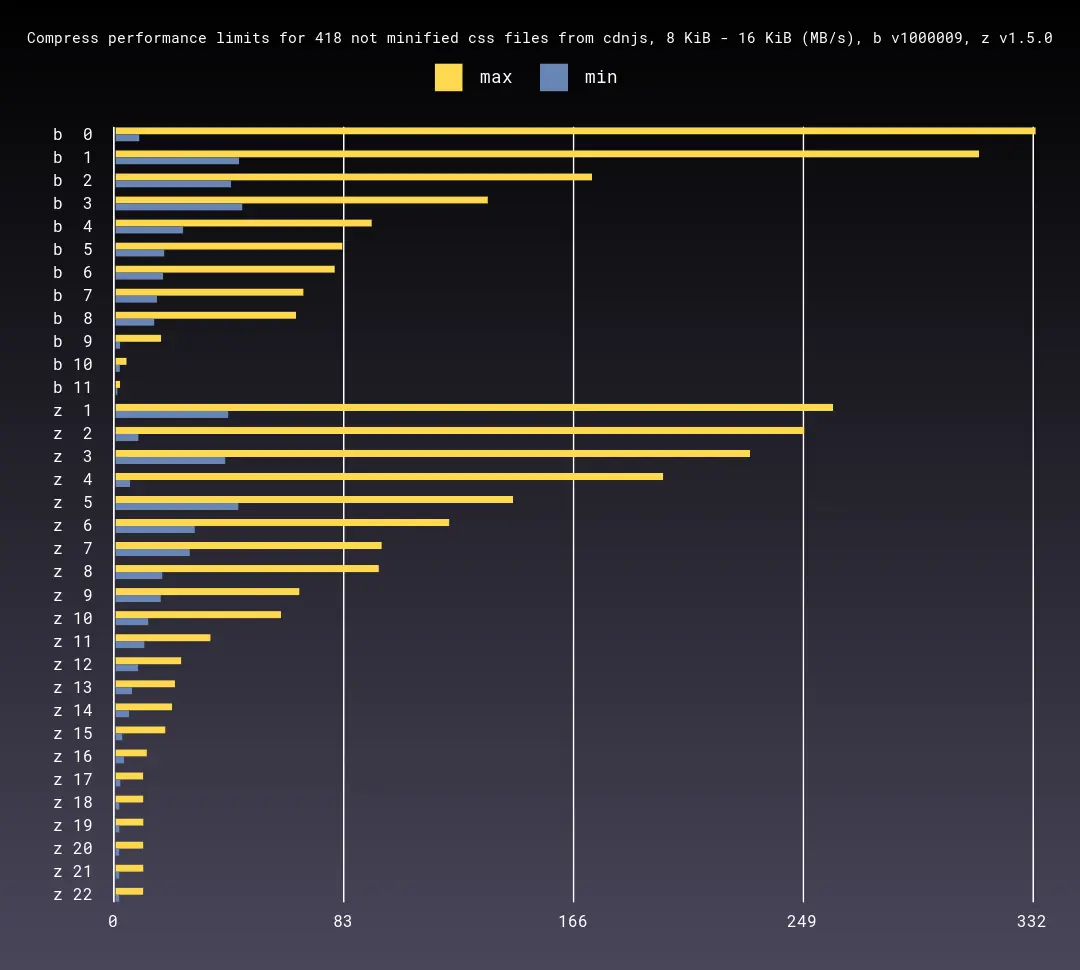 Compress performance limits for 418 not minified css files from cdnjs, 8 KiB - 16 KiB (MB/s), b v1000009, z v1.5.0
max min
b 0
b 1
b 2
b 3
b 4
b 5
b 6
b 7
b 8
b 9
b 10
b 11
z 1
z 2
z 3
z 4
z 5
z 6
z 7
z 8
z 9
z 10
z 11
z 12
z 13
z 14
z 15
z 16
z 17
z 18
z 19
z 20
z 21
z 22
0 83 166 249 332